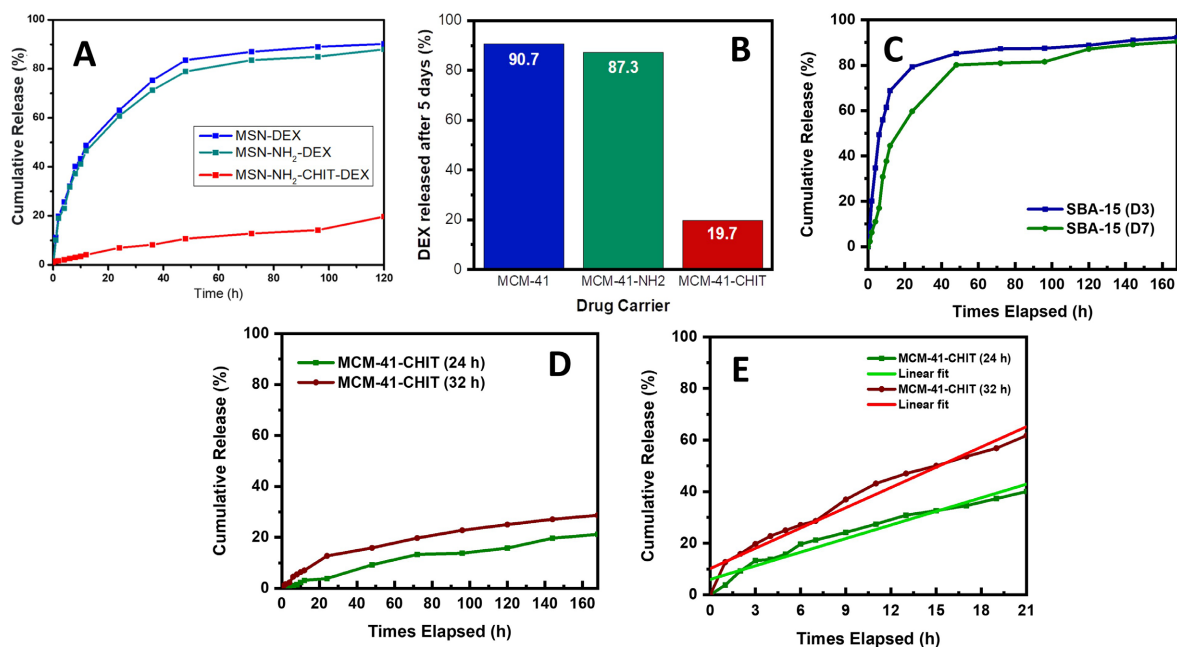 A
Cumulative Release (%)
100
80
60
40
20
0
MSN-DEX
MSN-NH₂-DEX
MSN-NH₂-CHIT-DEX
0 20 40 60 80 100 120
Time (h)
B
DEX released after 5 days (%)
100
80
60
40
20
0
90.7
87.3
19.7
MCM-41 MCM-41-NH2 MCM-41-CHIT
Drug Carrier
C
Cumulative Release (%)
100
90
80
70
60
50
40
30
20
10
0
SBA-15 (D3)
SBA-15 (D7)
0 20 40 60 80 100 120 140 160
Times Elapsed (h)
D
Cumulative Release (%)
100
80
60
40
20
0
MCM-41-CHIT (24 h)
MCM-41-CHIT (32 h)
0 20 40 60 80 100 120 140 160
Times Elapsed (h)
E
Cumulative Release (%)
100
80
60
40
20
0
MCM-41-CHIT (24 h)
Linear fit
MCM-41-CHIT (32 h)
Linear fit
0 3 6 9 12 15 18 21
Times Elapsed (h)